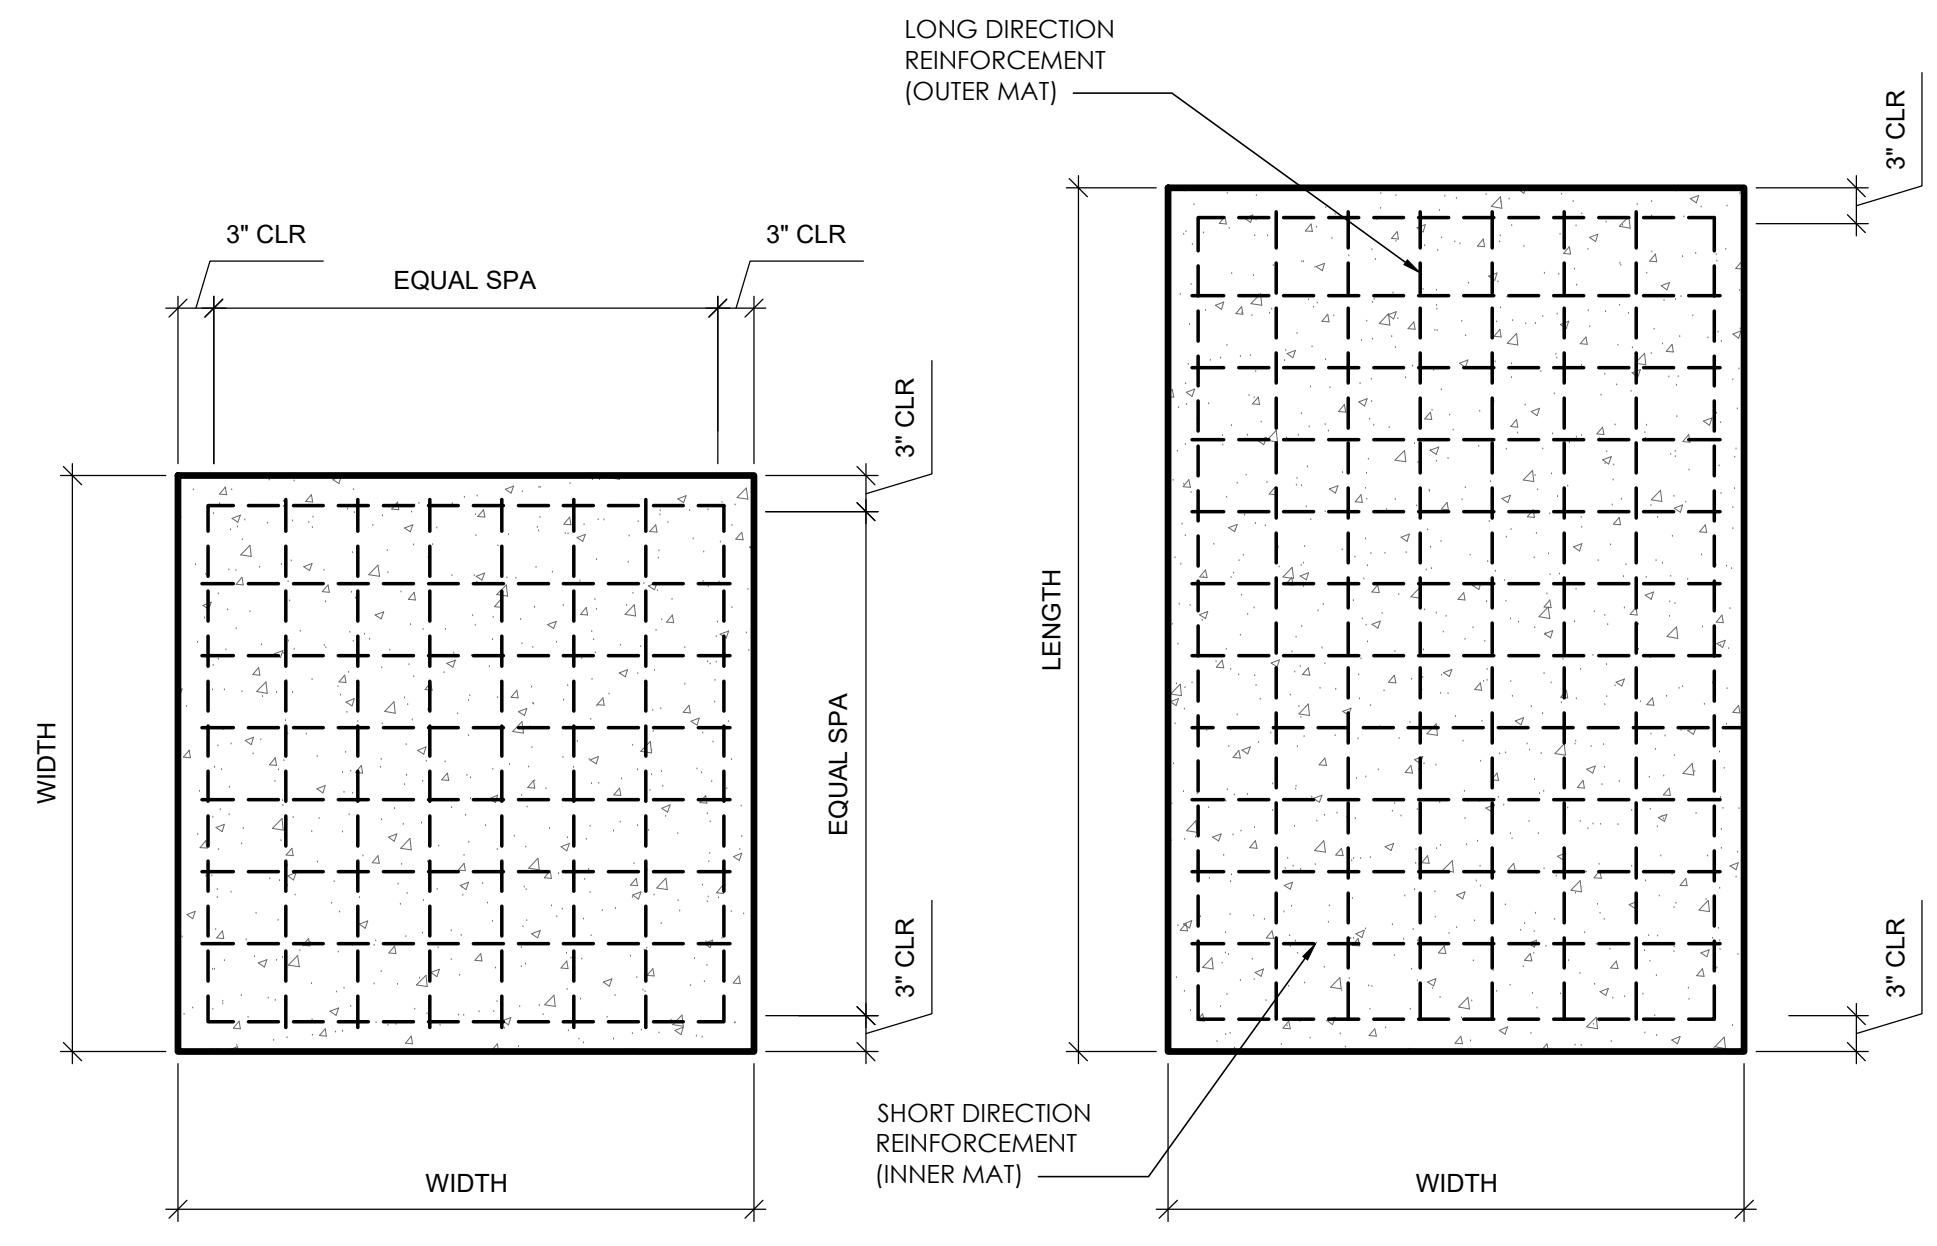 LONG DIRECTION
REINFORCEMENT
(OUTER MAT)
3" CLR
3" CLR
3" CLR
EQUAL SPA
3" CLR
WIDTH
EQUAL SPA
3" CLR
WIDTH
LENGTH
3" CLR
SHORT DIRECTION
REINFORCEMENT
(INNER MAT)
WIDTH